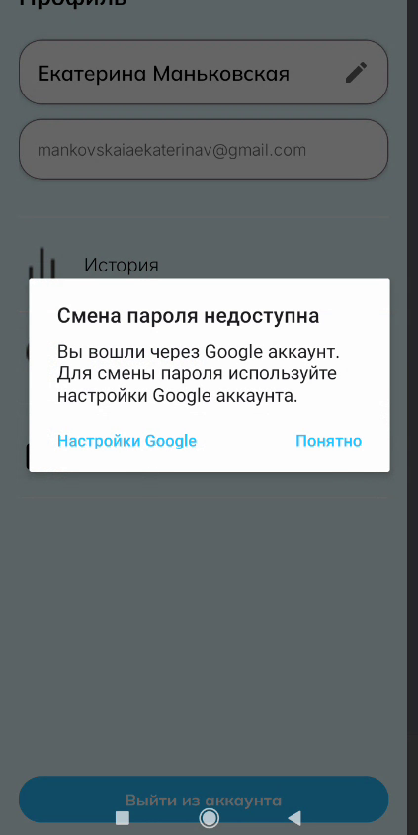 Профиль
Екатерина Маньковская
mankovskaiaekaterinav@gmail.com
История
Смена пароля недоступна
Вы вошли через Google аккаунт.
Для смены пароля используйте
настройки Google аккаунта.
Настройки Google
Понятно
Выйти из аккаунта